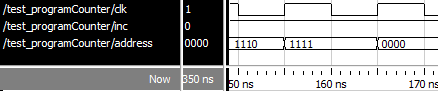 /test_programCounter/clk 1
/test_programCounter/inc 0
/test_programCounter/address 0000 1110 1111 0000
Now 350 ns 50 ns 160 ns 170 ns